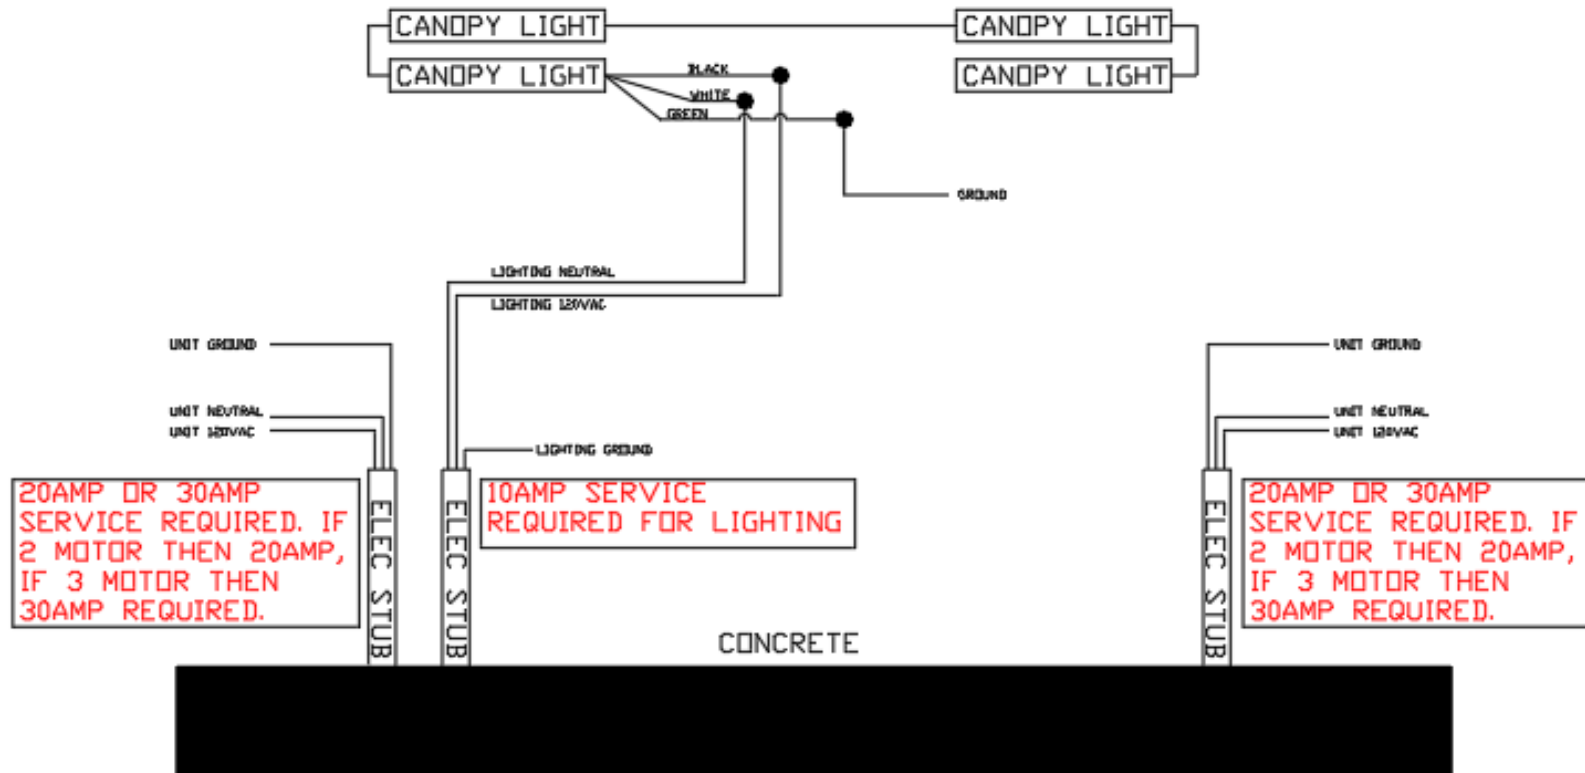 CANOPY LIGHT
CANOPY LIGHT
CANOPY LIGHT
CANOPY LIGHT
BLACK
WHITE
GREEN
GROUND
LIGHTING NEUTRAL
LIGHTING 120VAC
UNIT GROUND
UNIT GROUND
UNIT NEUTRAL
UNIT 120VAC
UNIT NEUTRAL
UNIT 120VAC
LIGHTING GROUND
20AMP OR 30AMP
SERVICE REQUIRED. IF
2 MOTOR THEN 20AMP,
IF 3 MOTOR THEN
30AMP REQUIRED.
ELEC STUB
ELEC STUB
10AMP SERVICE
REQUIRED FOR LIGHTING
ELEC STUB
20AMP OR 30AMP
SERVICE REQUIRED. IF
2 MOTOR THEN 20AMP,
IF 3 MOTOR THEN
30AMP REQUIRED.
CONCRETE